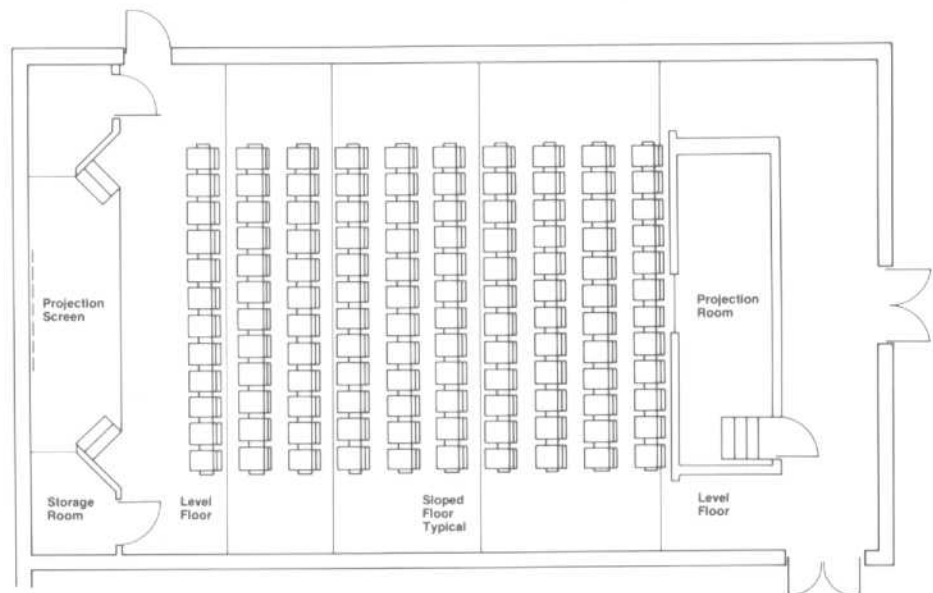 Projection
Screen
Projection
Room
Storage
Room
Level
Floor
Sloped
Floor
Typical
Level
Floor